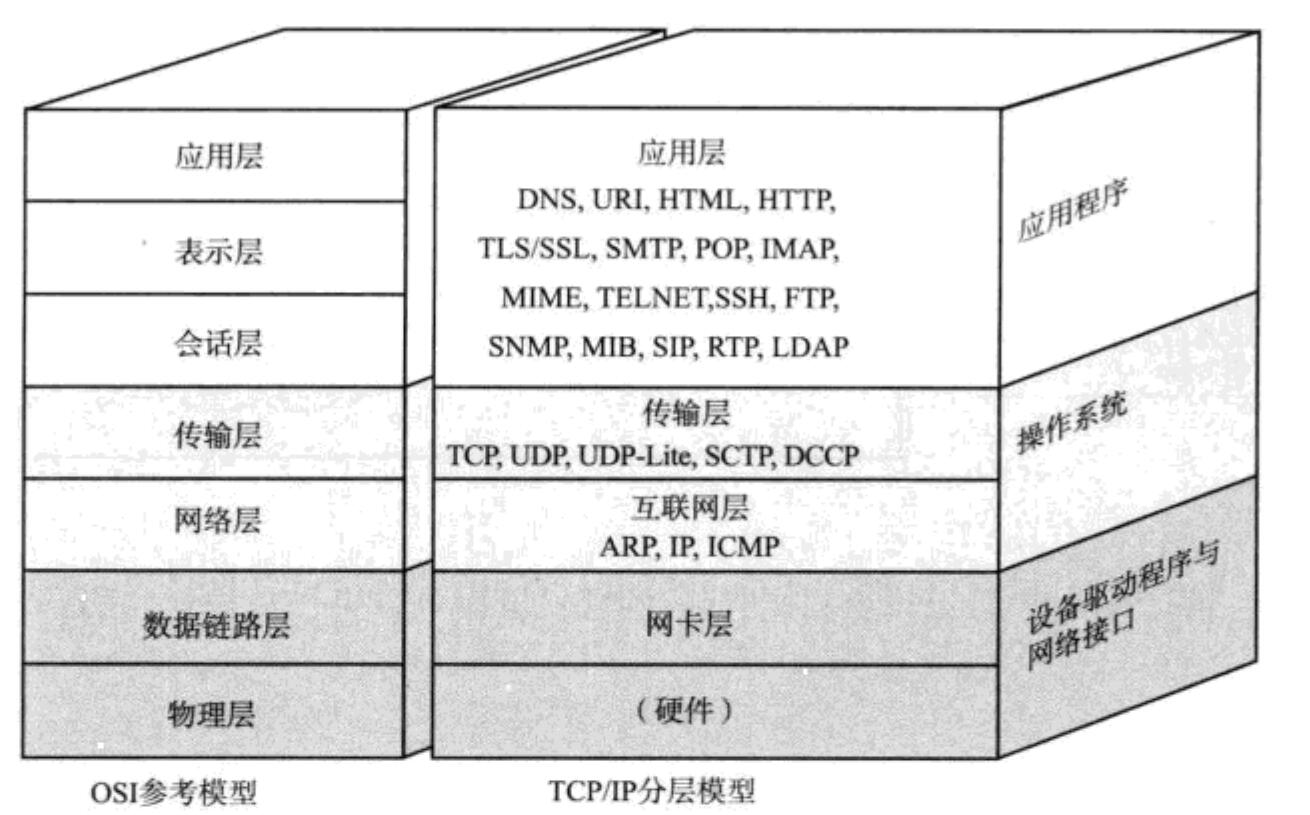 应用层
表示层
会话层
传输层
网络层
数据链路层
物理层
OSI参考模型
应用层
DNS, URI, HTML, HTTP,
TLS/SSL, SMTP, POP, IMAP,
MIME, TELNET,SSH, FTP,
SNMP, MIB, SIP, RTP, LDAP
传输层
TCP, UDP, UDP-Lite, SCTP, DCCP
互联网层
ARP, IP, ICMP
网卡层
（硬件）
TCP/IP分层模型
应用程序
操作系统
设备驱动程序与
网络接口